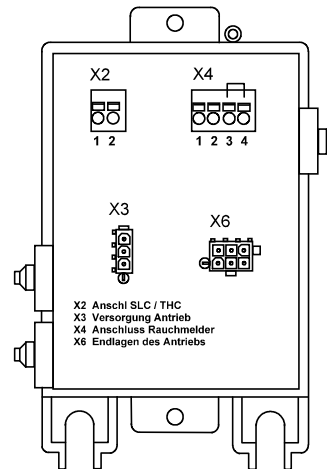 X2 X4
1 2 1 2 3 4
X3 X6
X2 Anschl SLC / THC
X3 Versorgung Antrieb
X4 Anschluss Rauchmelder
X6 Endlagen des Antriebs